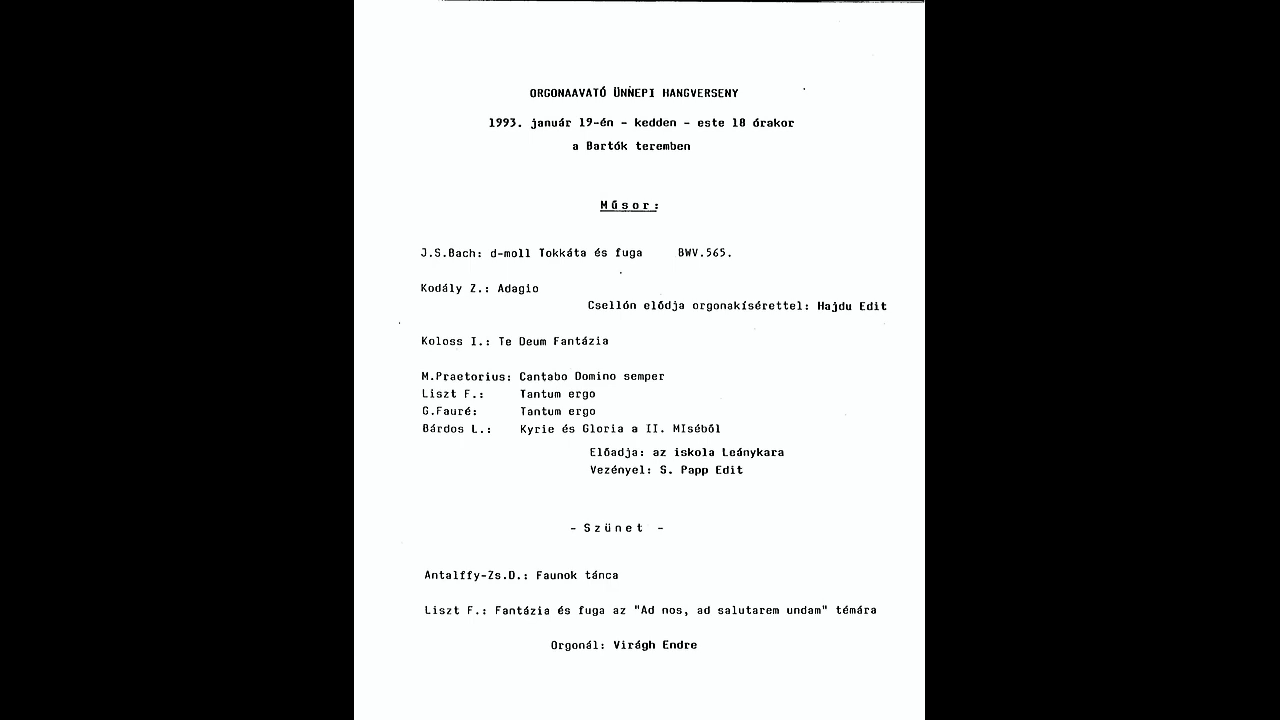 ORGONAAVATÓ ÜNNEPI HANGVERSENY
1993. január 19-én - kedden - este 18 órakor
a Bartók teremben
Műsor:
J.S.Bach: d-moll Tokkáta és fuga BWV.565.
Kodály Z.: Adagio
Csellón elődja orgonakísérettel: Hajdu Edit
Koloss I.: Te Deum Fantázia
M.Praetorius: Cantabo Domino semper
Liszt F.: Tantum ergo
G.Fauré: Tantum ergo
Bárdos L.: Kyrie és Gloria a II. MIséből
Előadja: az iskola Leánykara
Vezényel: S. Papp Edit
- Szünet -
Antalffy-Zs.D.: Faunok tánca
Liszt F.: Fantázia és fuga az "Ad nos, ad salutarem undam" témára
Orgonál: Virágh Endre